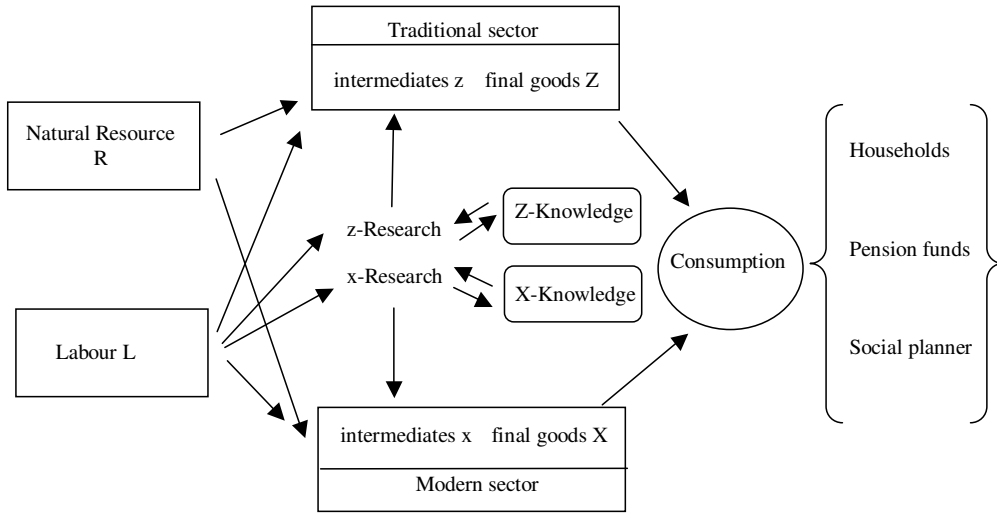 Traditional sector
intermediates z final goods Z
Natural Resource
R
Households
Z-Knowledge
z-Research
Pension funds
Consumption
x-Research
X-Knowledge
Labour L
Social planner
intermediates x final goods X
Modern sector